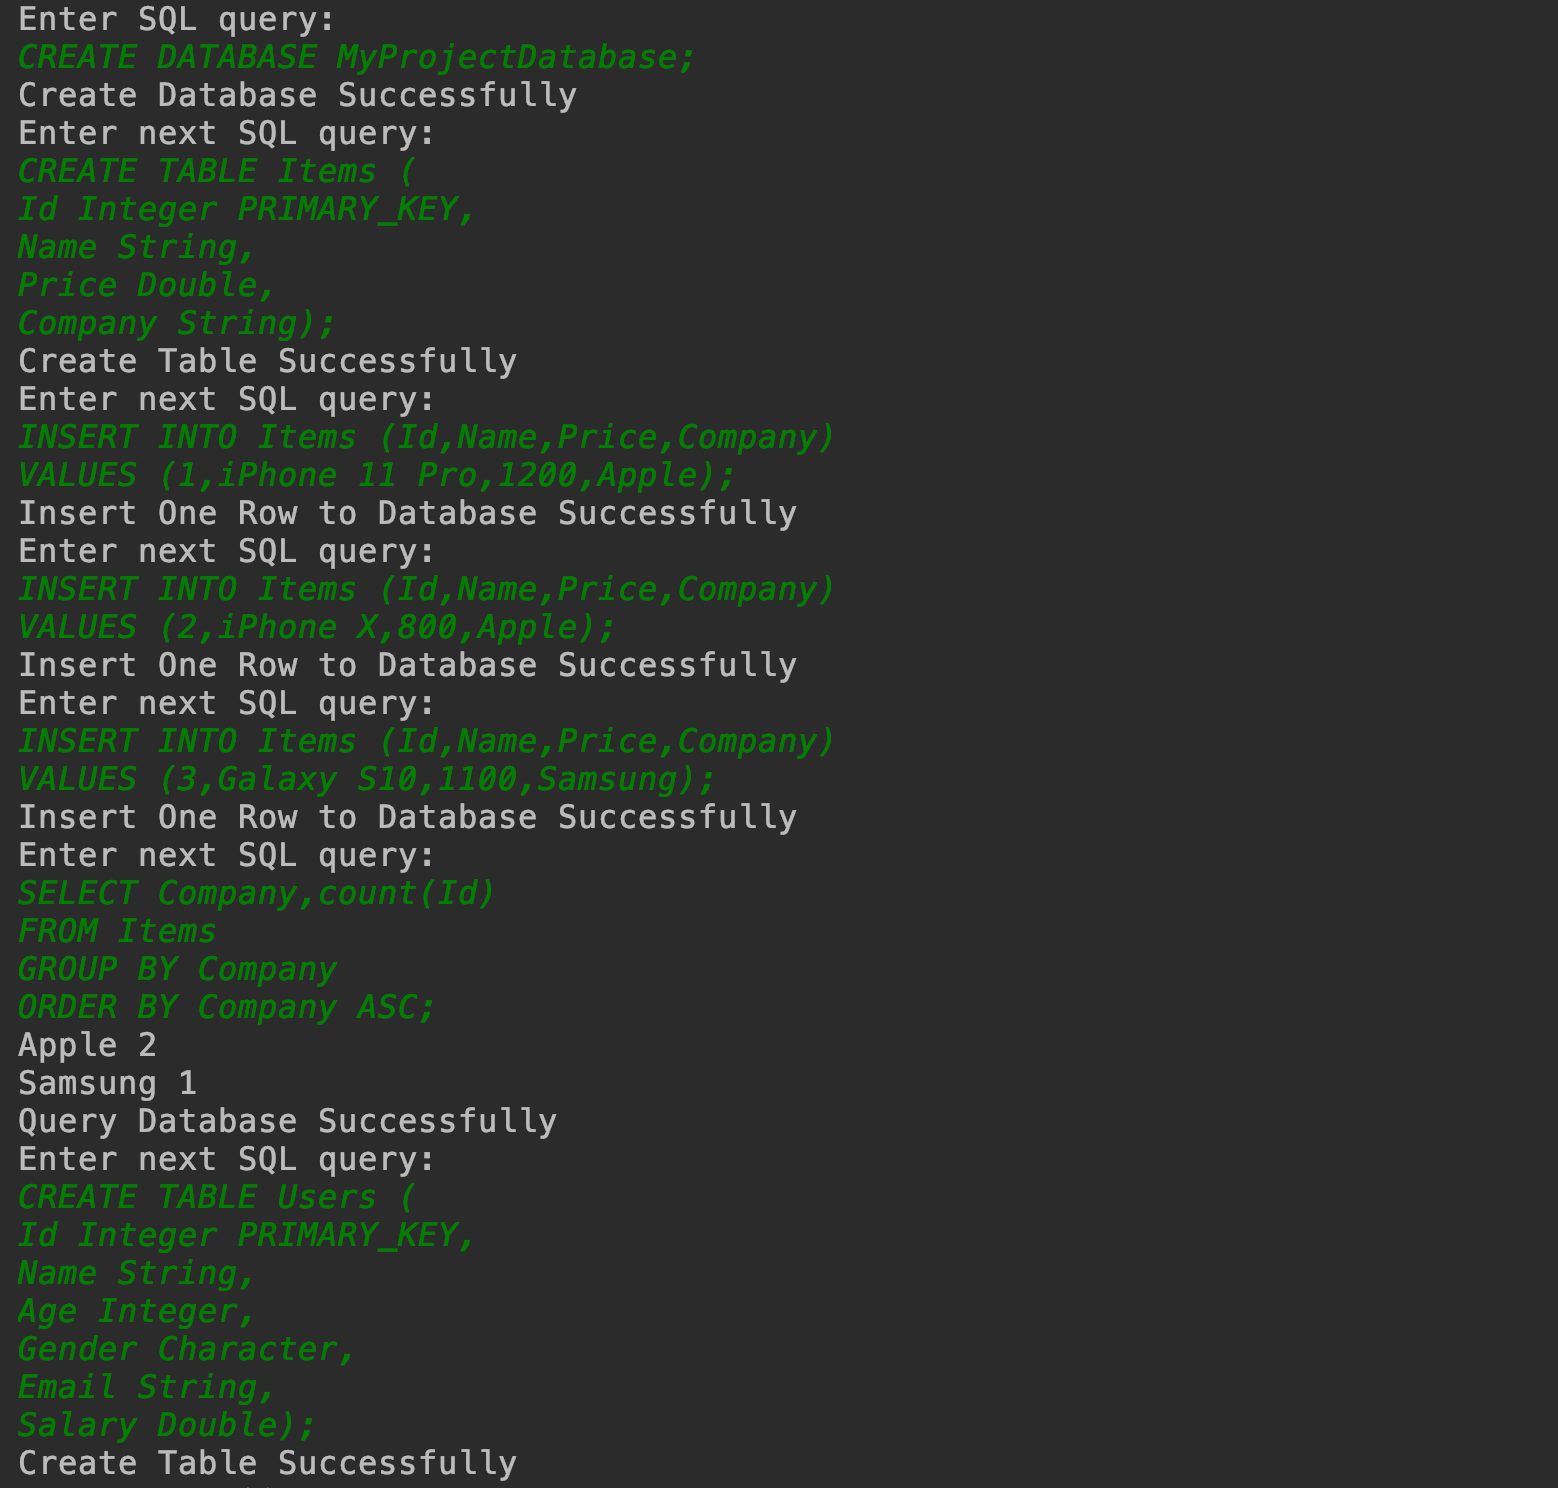 Enter SQL query:
CREATE DATABASE MyProjectDatabase;
Create Database Successfully
Enter next SQL query:
CREATE TABLE Items (
Id Integer PRIMARY_KEY,
Name String,
Price Double,
Company String);
Create Table Successfully
Enter next SQL query:
INSERT INTO Items (Id,Name,Price,Company)
VALUES (1,iPhone 11 Pro,1200,Apple);
Insert One Row to Database Successfully
Enter next SQL query:
INSERT INTO Items (Id,Name,Price,Company)
VALUES (2,iPhone X,800,Apple);
Insert One Row to Database Successfully
Enter next SQL query:
INSERT INTO Items (Id,Name,Price,Company)
VALUES (3,Galaxy S10,1100,Samsung);
Insert One Row to Database Successfully
Enter next SQL query:
SELECT Company,count(Id)
FROM Items
GROUP BY Company
ORDER BY Company ASC;
Apple 2
Samsung 1
Query Database Successfully
Enter next SQL query:
CREATE TABLE Users (
Id Integer PRIMARY_KEY,
Name String,
Age Integer,
Gender Character,
Email String,
Salary Double);
Create Table Successfully